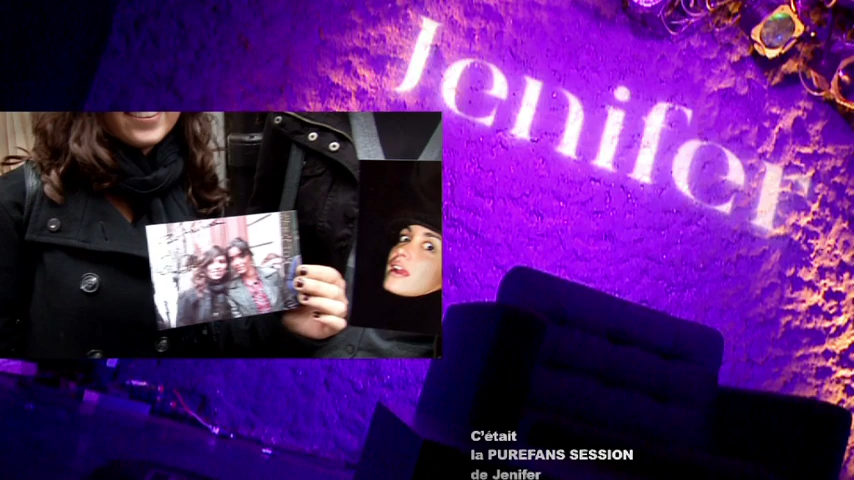 Jenifer
C'était
la PUREFANS SESSION
de Jenifer